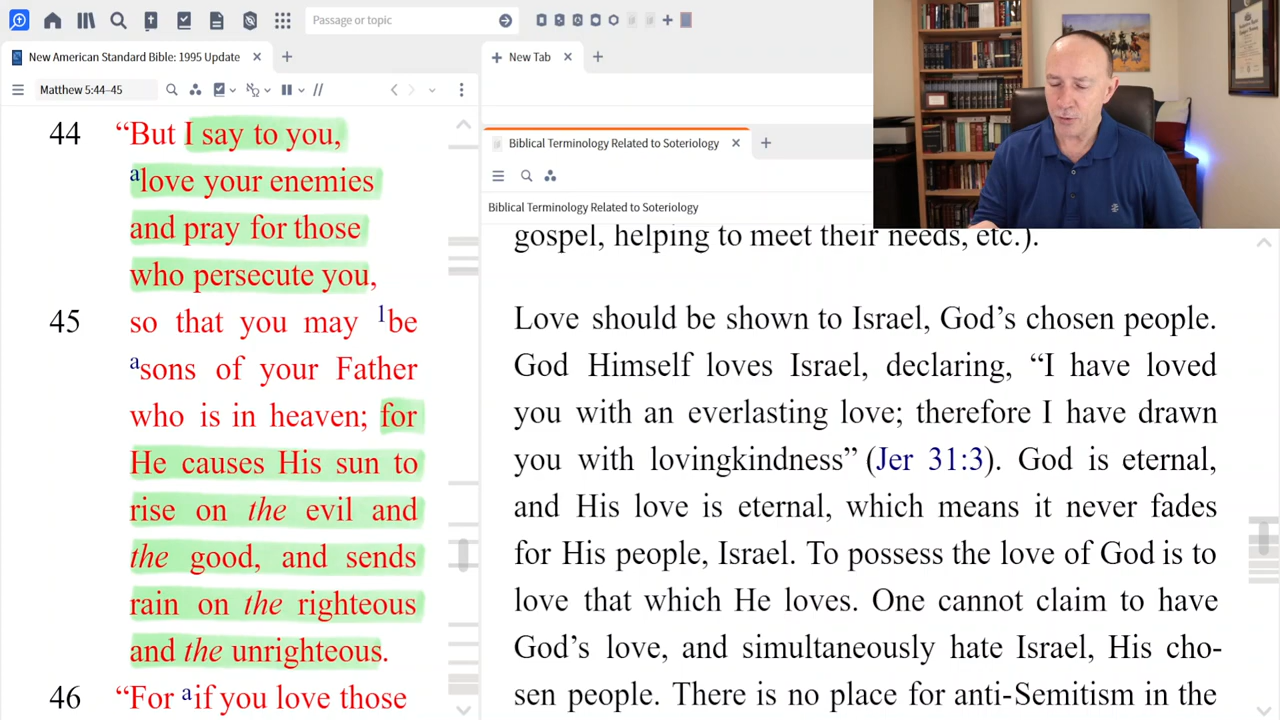 Passage or topic
New American Standard Bible: 1995 Update
New Tab
Matthew 5:44–45
44 “But I say to you,
ᵃlove your enemies
and pray for those
who persecute you,
45 so that you may ¹be
ᵃsons of your Father
who is in heaven; for
He causes His sun to
rise on the evil and
the good, and sends
rain on the righteous
and the unrighteous.
46 “For ᵃif you love those
Biblical Terminology Related to Soteriology
Biblical Terminology Related to Soteriology
gospel, helping to meet their needs, etc.).
Love should be shown to Israel, God’s chosen people.
God Himself loves Israel, declaring, “I have loved
you with an everlasting love; therefore I have drawn
you with lovingkindness” (Jer 31:3). God is eternal,
and His love is eternal, which means it never fades
for His people, Israel. To possess the love of God is to
love that which He loves. One cannot claim to have
God’s love, and simultaneously hate Israel, His cho-
sen people. There is no place for anti-Semitism in the